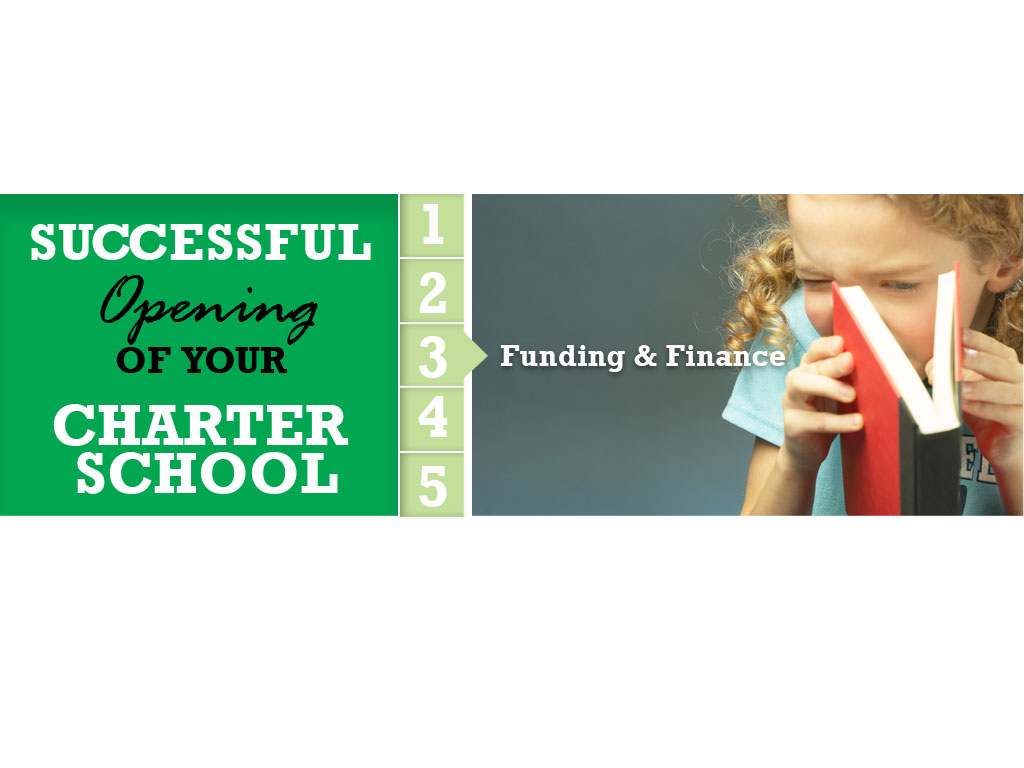 SUCCESSFUL
Opening
OF YOUR
CHARTER
SCHOOL
1
2
3
4
5
Funding & Finance